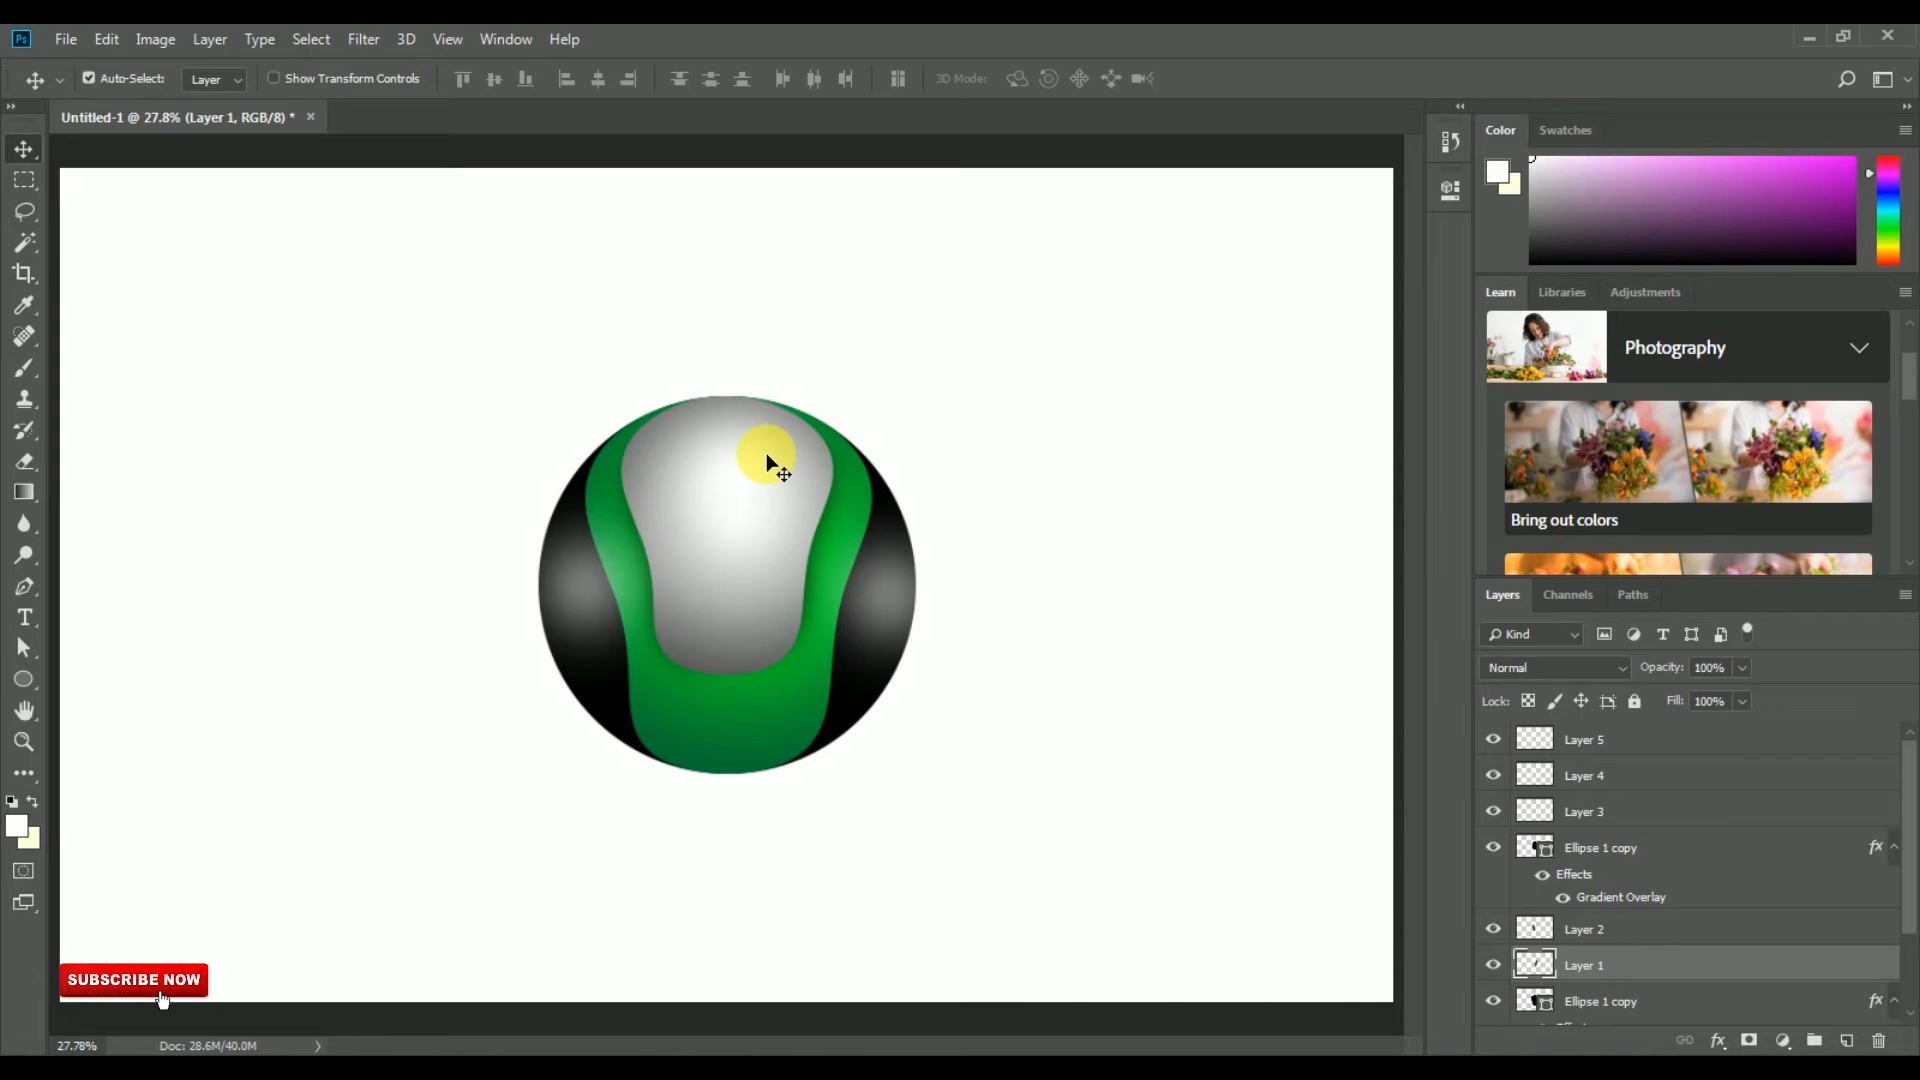 Ps File Edit Image Layer Type Select Filter 3D View Window Help
Auto-Select: Layer Show Transform Controls 3D Mode:
Untitled-1 @ 27.8% (Layer 1, RGB/8) *
Color Swatches
Learn Libraries Adjustments
Photography
Bring out colors
Layers Channels Paths
Kind
Normal Opacity: 100%
Lock: Fill: 100%
Layer 5
Layer 4
Layer 3
Ellipse 1 copy fx
Effects
Gradient Overlay
Layer 2
Layer 1
Ellipse 1 copy fx
SUBSCRIBE NOW
27.78% Doc: 28.6M/40.0M
fx